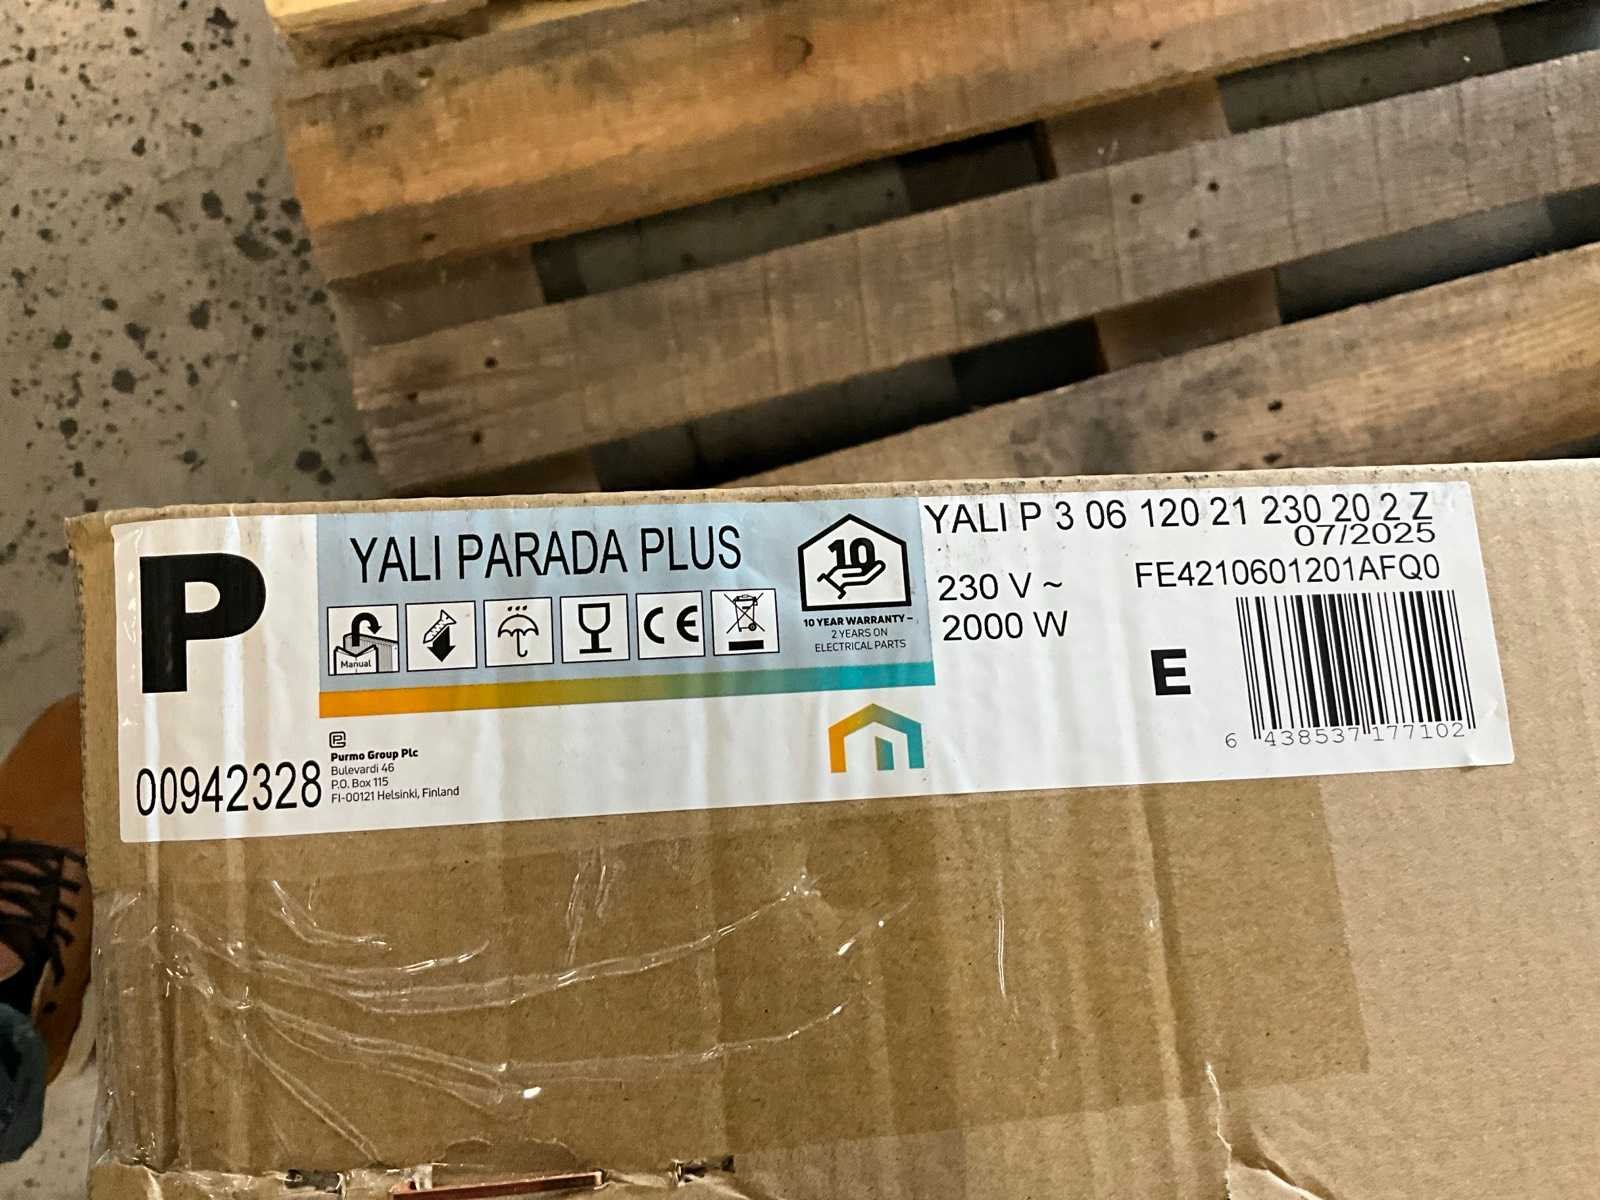 P
00942328
YALI PARADA PLUS
Manual
CE
10
10 YEAR WARRANTY –
2 YEARS ON
ELECTRICAL PARTS
Purmo Group Plc
Bulevardi 46
P.O. Box 115
FI-00121 Helsinki, Finland
YALI P 3 06 120 21 230 20 2 Z
07/2025
FE4210601201AFQ0
230 V ~
2000 W
E
6 438537 177102